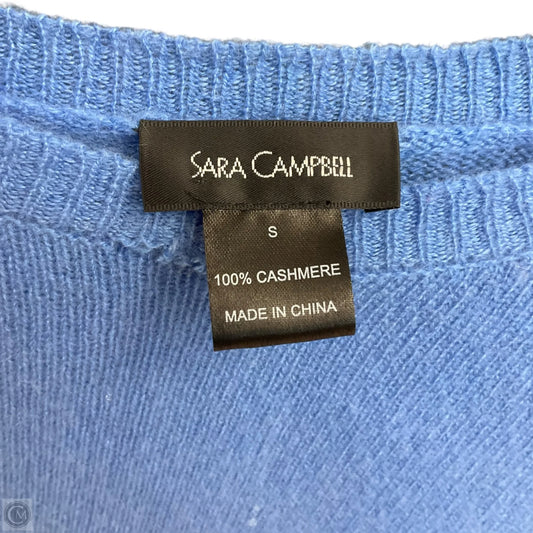 SARA CAMPBELL
S
100% CASHMERE
MADE IN CHINA